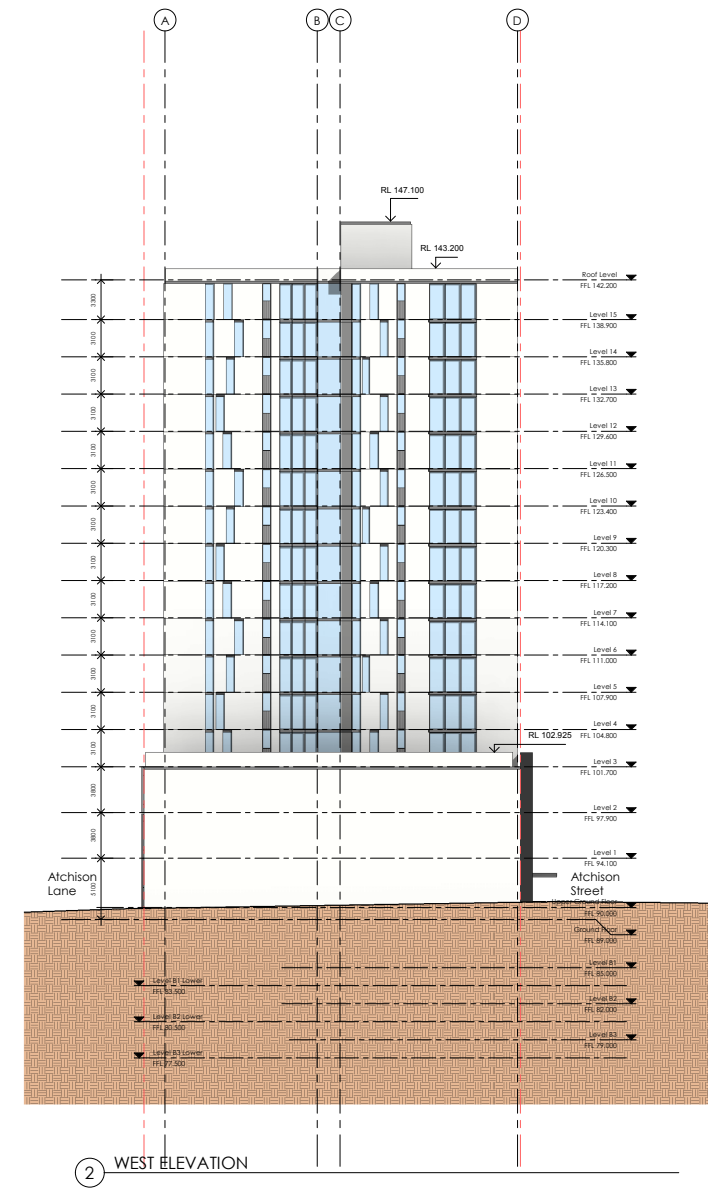 A B C D
RL 147.100
RL 143.200
Roof Level
FFL 142.200
3300
Level 15
FFL 138.900
3100
Level 14
FFL 135.800
3100
Level 13
FFL 132.700
3100
Level 12
FFL 129.600
3100
Level 11
FFL 126.500
3100
Level 10
FFL 123.400
3100
Level 9
FFL 120.300
3100
Level 8
FFL 117.200
3100
Level 7
FFL 114.100
3100
Level 6
FFL 111.000
3100
Level 5
FFL 107.900
3100
Level 4
FFL 104.800
3100
RL 102.925
Level 3
FFL 101.700
3800
Level 2
FFL 97.900
3800
Level 1
FFL 94.100
5100
Atchison
Lane
Atchison
Street
Upper Ground Floor
FFL 90.000
Ground Floor
FFL 89.000
Level B1
FFL 85.000
Level B1 Lower
FFL 83.500
Level B2
FFL 82.000
Level B2 Lower
FFL 80.500
Level B3
FFL 79.000
Level B3 Lower
FFL 77.500
2 WEST ELEVATION